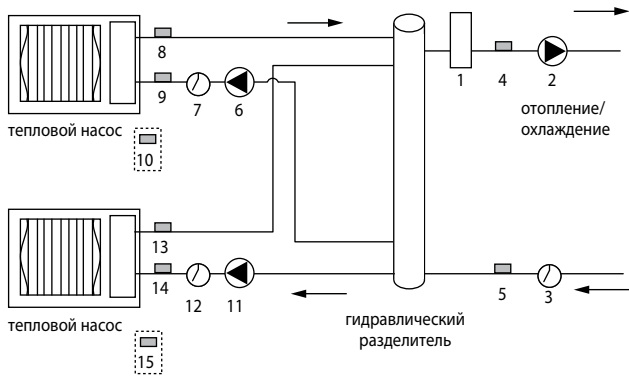 8
9
7
6
1
4
2
тепловой насос
отопление/
охлаждение
10
13
14
12
11
5
3
тепловой насос
гидравлический
разделитель
15